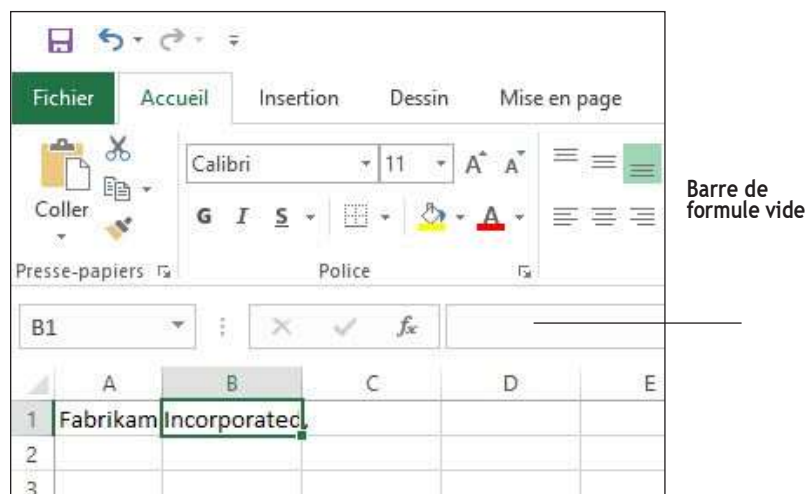 Fichier Accueil Insertion Dessin Mise en page
Calibri 11 A A
Coller
G I S A
Presse-papiers Police
Barre de
formule vide
B1 fx
A B C D E
1 Fabrikam Incorporated,
2
3